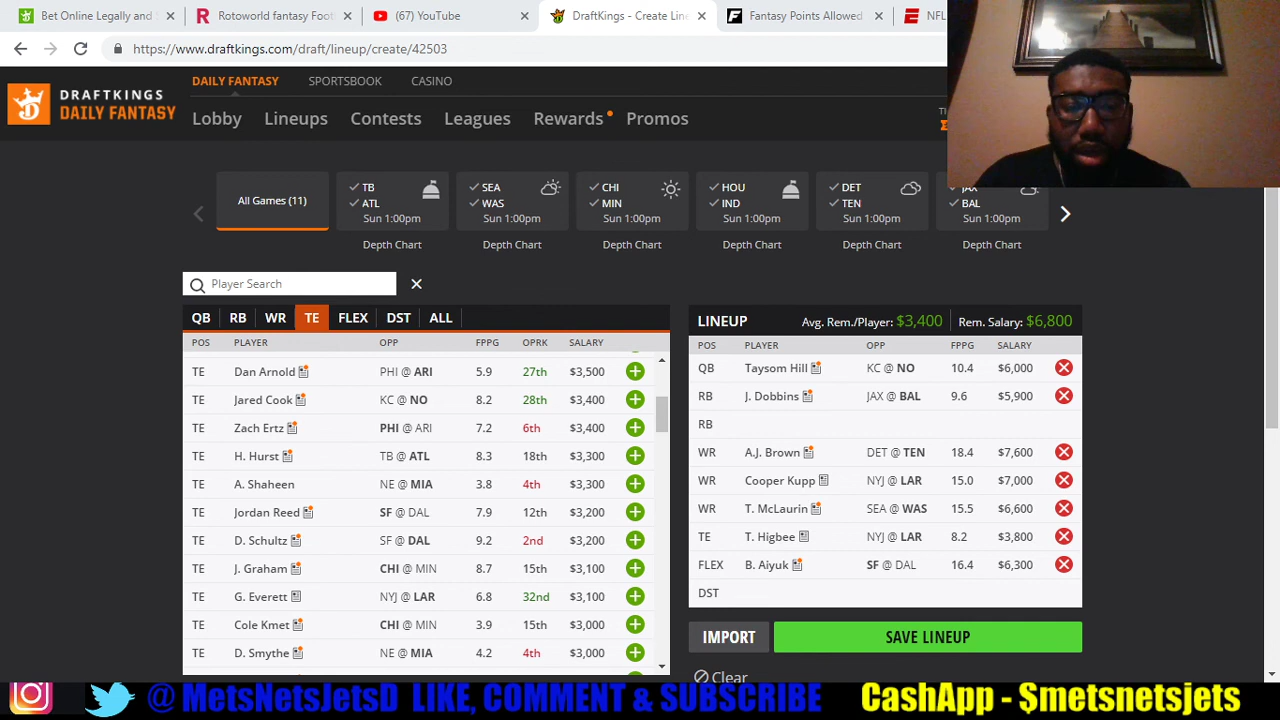 Bet Online Legally and S
Rotoworld fantasy Foot
(67) YouTube
DraftKings - Create Line
Fantasy Points Allowed
NFL
https://www.draftkings.com/draft/lineup/create/42503
DRAFTKINGS
DAILY FANTASY
DAILY FANTASY SPORTSBOOK CASINO
Lobby Lineups Contests Leagues Rewards Promos
All Games (11)
TB
ATL
Sun 1:00pm
Depth Chart
SEA
WAS
Sun 1:00pm
Depth Chart
CHI
MIN
Sun 1:00pm
Depth Chart
HOU
IND
Sun 1:00pm
Depth Chart
DET
TEN
Sun 1:00pm
Depth Chart
JAX
BAL
Sun 1:00pm
Depth Chart
Player Search
QB RB WR TE FLEX DST ALL
POS PLAYER OPP FPPG OPRK SALARY
TE Dan Arnold PHI @ ARI 5.9 27th $3,500
TE Jared Cook KC @ NO 8.2 28th $3,400
TE Zach Ertz PHI @ ARI 7.2 6th $3,400
TE H. Hurst TB @ ATL 8.3 18th $3,300
TE A. Shaheen NE @ MIA 3.8 4th $3,300
TE Jordan Reed SF @ DAL 7.9 12th $3,200
TE D. Schultz SF @ DAL 9.2 2nd $3,200
TE J. Graham CHI @ MIN 8.7 15th $3,100
TE G. Everett NYJ @ LAR 6.8 32nd $3,100
TE Cole Kmet CHI @ MIN 3.9 15th $3,000
TE D. Smythe NE @ MIA 4.2 4th $3,000
LINEUP Avg. Rem./Player: $3,400 Rem. Salary: $6,800
POS PLAYER OPP FPPG SALARY
QB Taysom Hill KC @ NO 10.4 $6,000
RB J. Dobbins JAX @ BAL 9.6 $5,900
RB
WR A.J. Brown DET @ TEN 18.4 $7,600
WR Cooper Kupp NYJ @ LAR 15.0 $7,000
WR T. McLaurin SEA @ WAS 15.5 $6,600
TE T. Higbee NYJ @ LAR 8.2 $3,800
FLEX B. Aiyuk SF @ DAL 16.4 $6,300
DST
IMPORT SAVE LINEUP
Clear
@ MetsNetsJetsD LIKE, COMMENT & SUBSCRIBE CashApp - $metsnetsjets